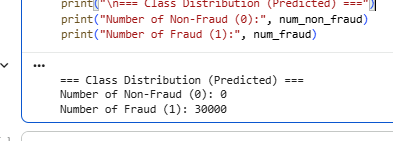 print("\n=== Class Distribution (Predicted) ===")
print("Number of Non-Fraud (0):", num_non_fraud)
print("Number of Fraud (1):", num_fraud)
...
=== Class Distribution (Predicted) ===
Number of Non-Fraud (0): 0
Number of Fraud (1): 30000